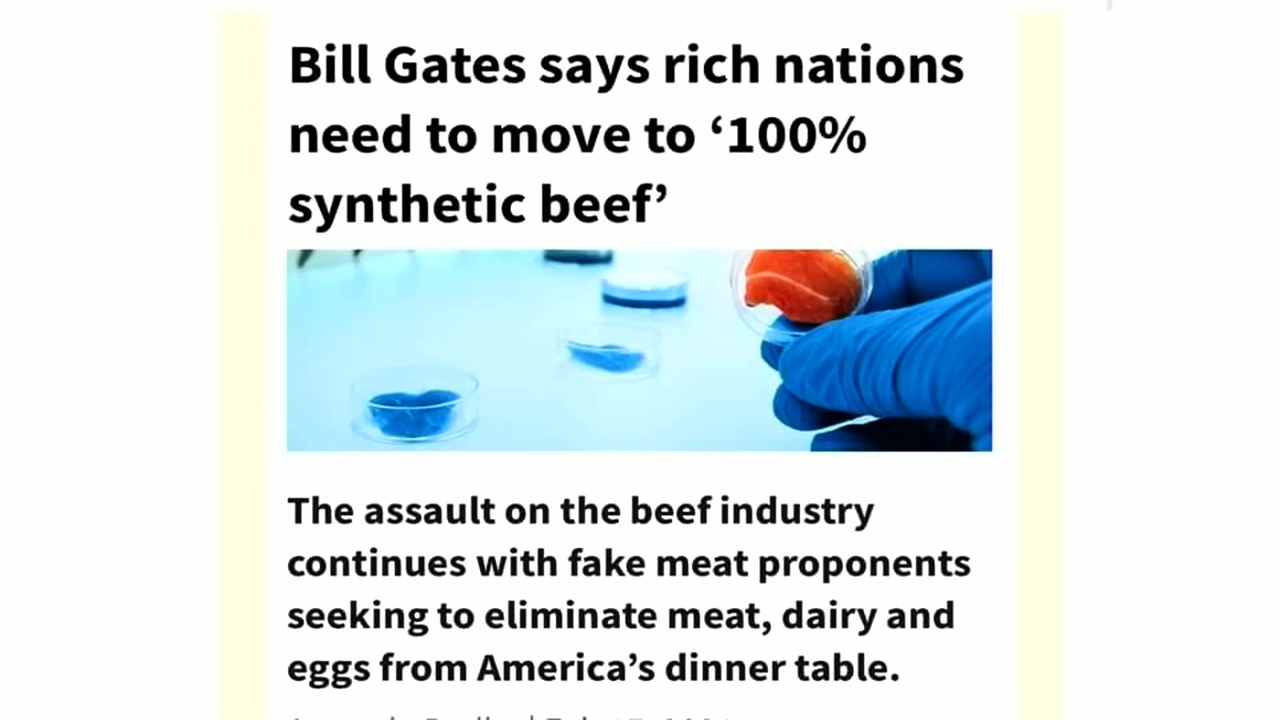 Bill Gates says rich nations
need to move to ‘100%
synthetic beef’
The assault on the beef industry
continues with fake meat proponents
seeking to eliminate meat, dairy and
eggs from America’s dinner table.